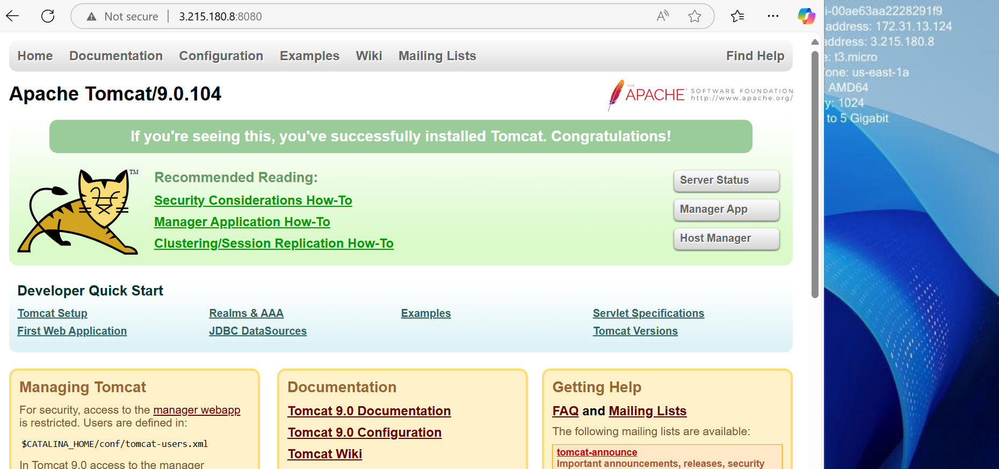 Not secure 3.215.180.8:8080
Home Documentation Configuration Examples Wiki Mailing Lists Find Help
Apache Tomcat/9.0.104
THE APACHE SOFTWARE FOUNDATION
http://www.apache.org/
If you're seeing this, you've successfully installed Tomcat. Congratulations!
TM
Recommended Reading:
Security Considerations How-To
Manager Application How-To
Clustering/Session Replication How-To
Server Status
Manager App
Host Manager
Developer Quick Start
Tomcat Setup
First Web Application
Realms & AAA
JDBC DataSources
Examples
Servlet Specifications
Tomcat Versions
Managing Tomcat
For security, access to the manager webapp
is restricted. Users are defined in:
$CATALINA_HOME/conf/tomcat-users.xml
In Tomcat 9.0 access to the manager
Documentation
Tomcat 9.0 Documentation
Tomcat 9.0 Configuration
Tomcat Wiki
Getting Help
FAQ and Mailing Lists
The following mailing lists are available:
tomcat-announce
Important announcements, releases, security
i-00ae63aa2228291f9
address: 172.31.13.124
address: 3.215.180.8
e: t3.micro
one: us-east-1a
AMD64
y: 1024
to 5 Gigabit